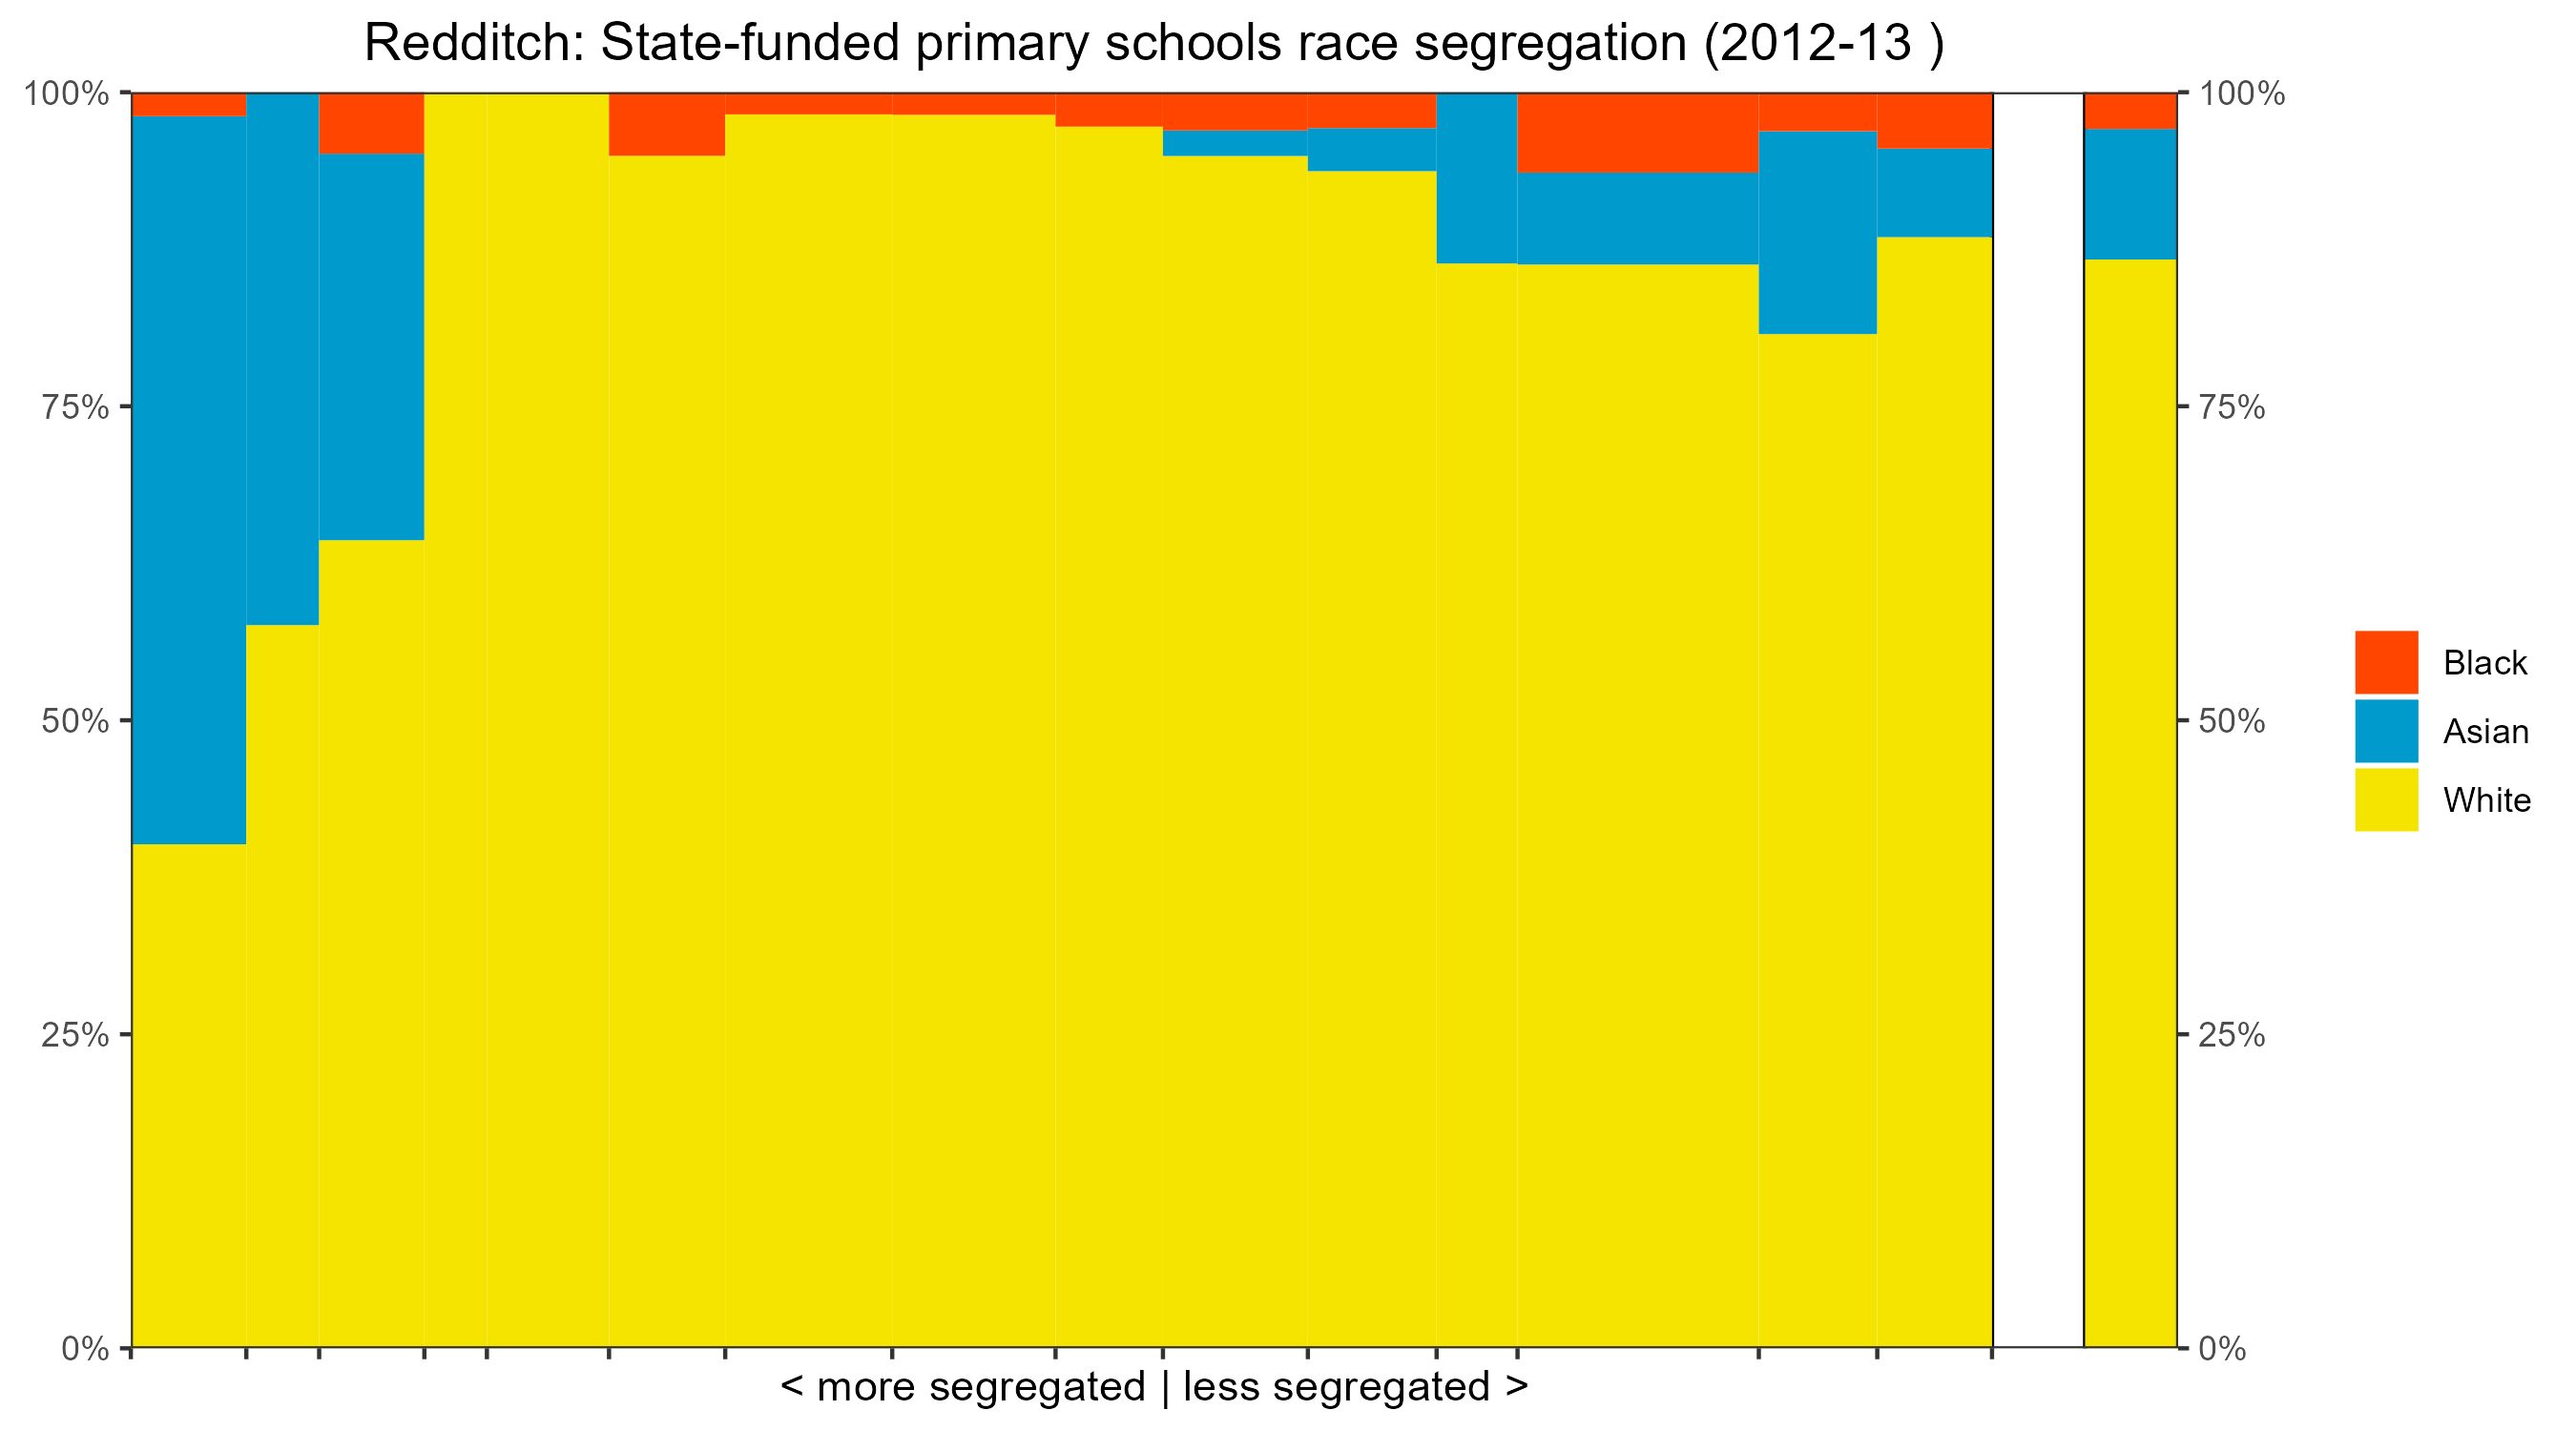 Redditch: State-funded primary schools race segregation (2012-13 )
100%
75%
50%
25%
0%
100%
75%
50%
25%
0%
Black
Asian
White
< more segregated | less segregated >